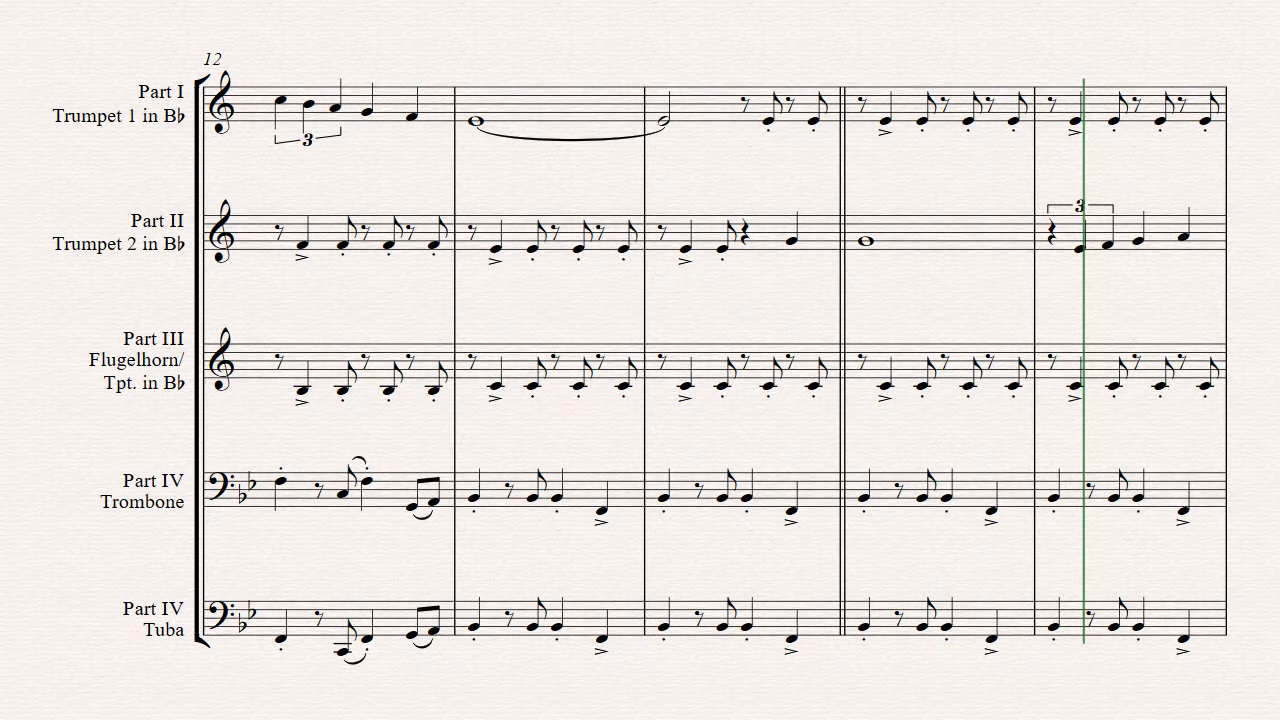 12
Part I
Trumpet 1 in B♭
3
Part II
Trumpet 2 in B♭
3
Part III
Flugelhorn/
Tpt. in B♭
Part IV
Trombone
Part IV
Tuba